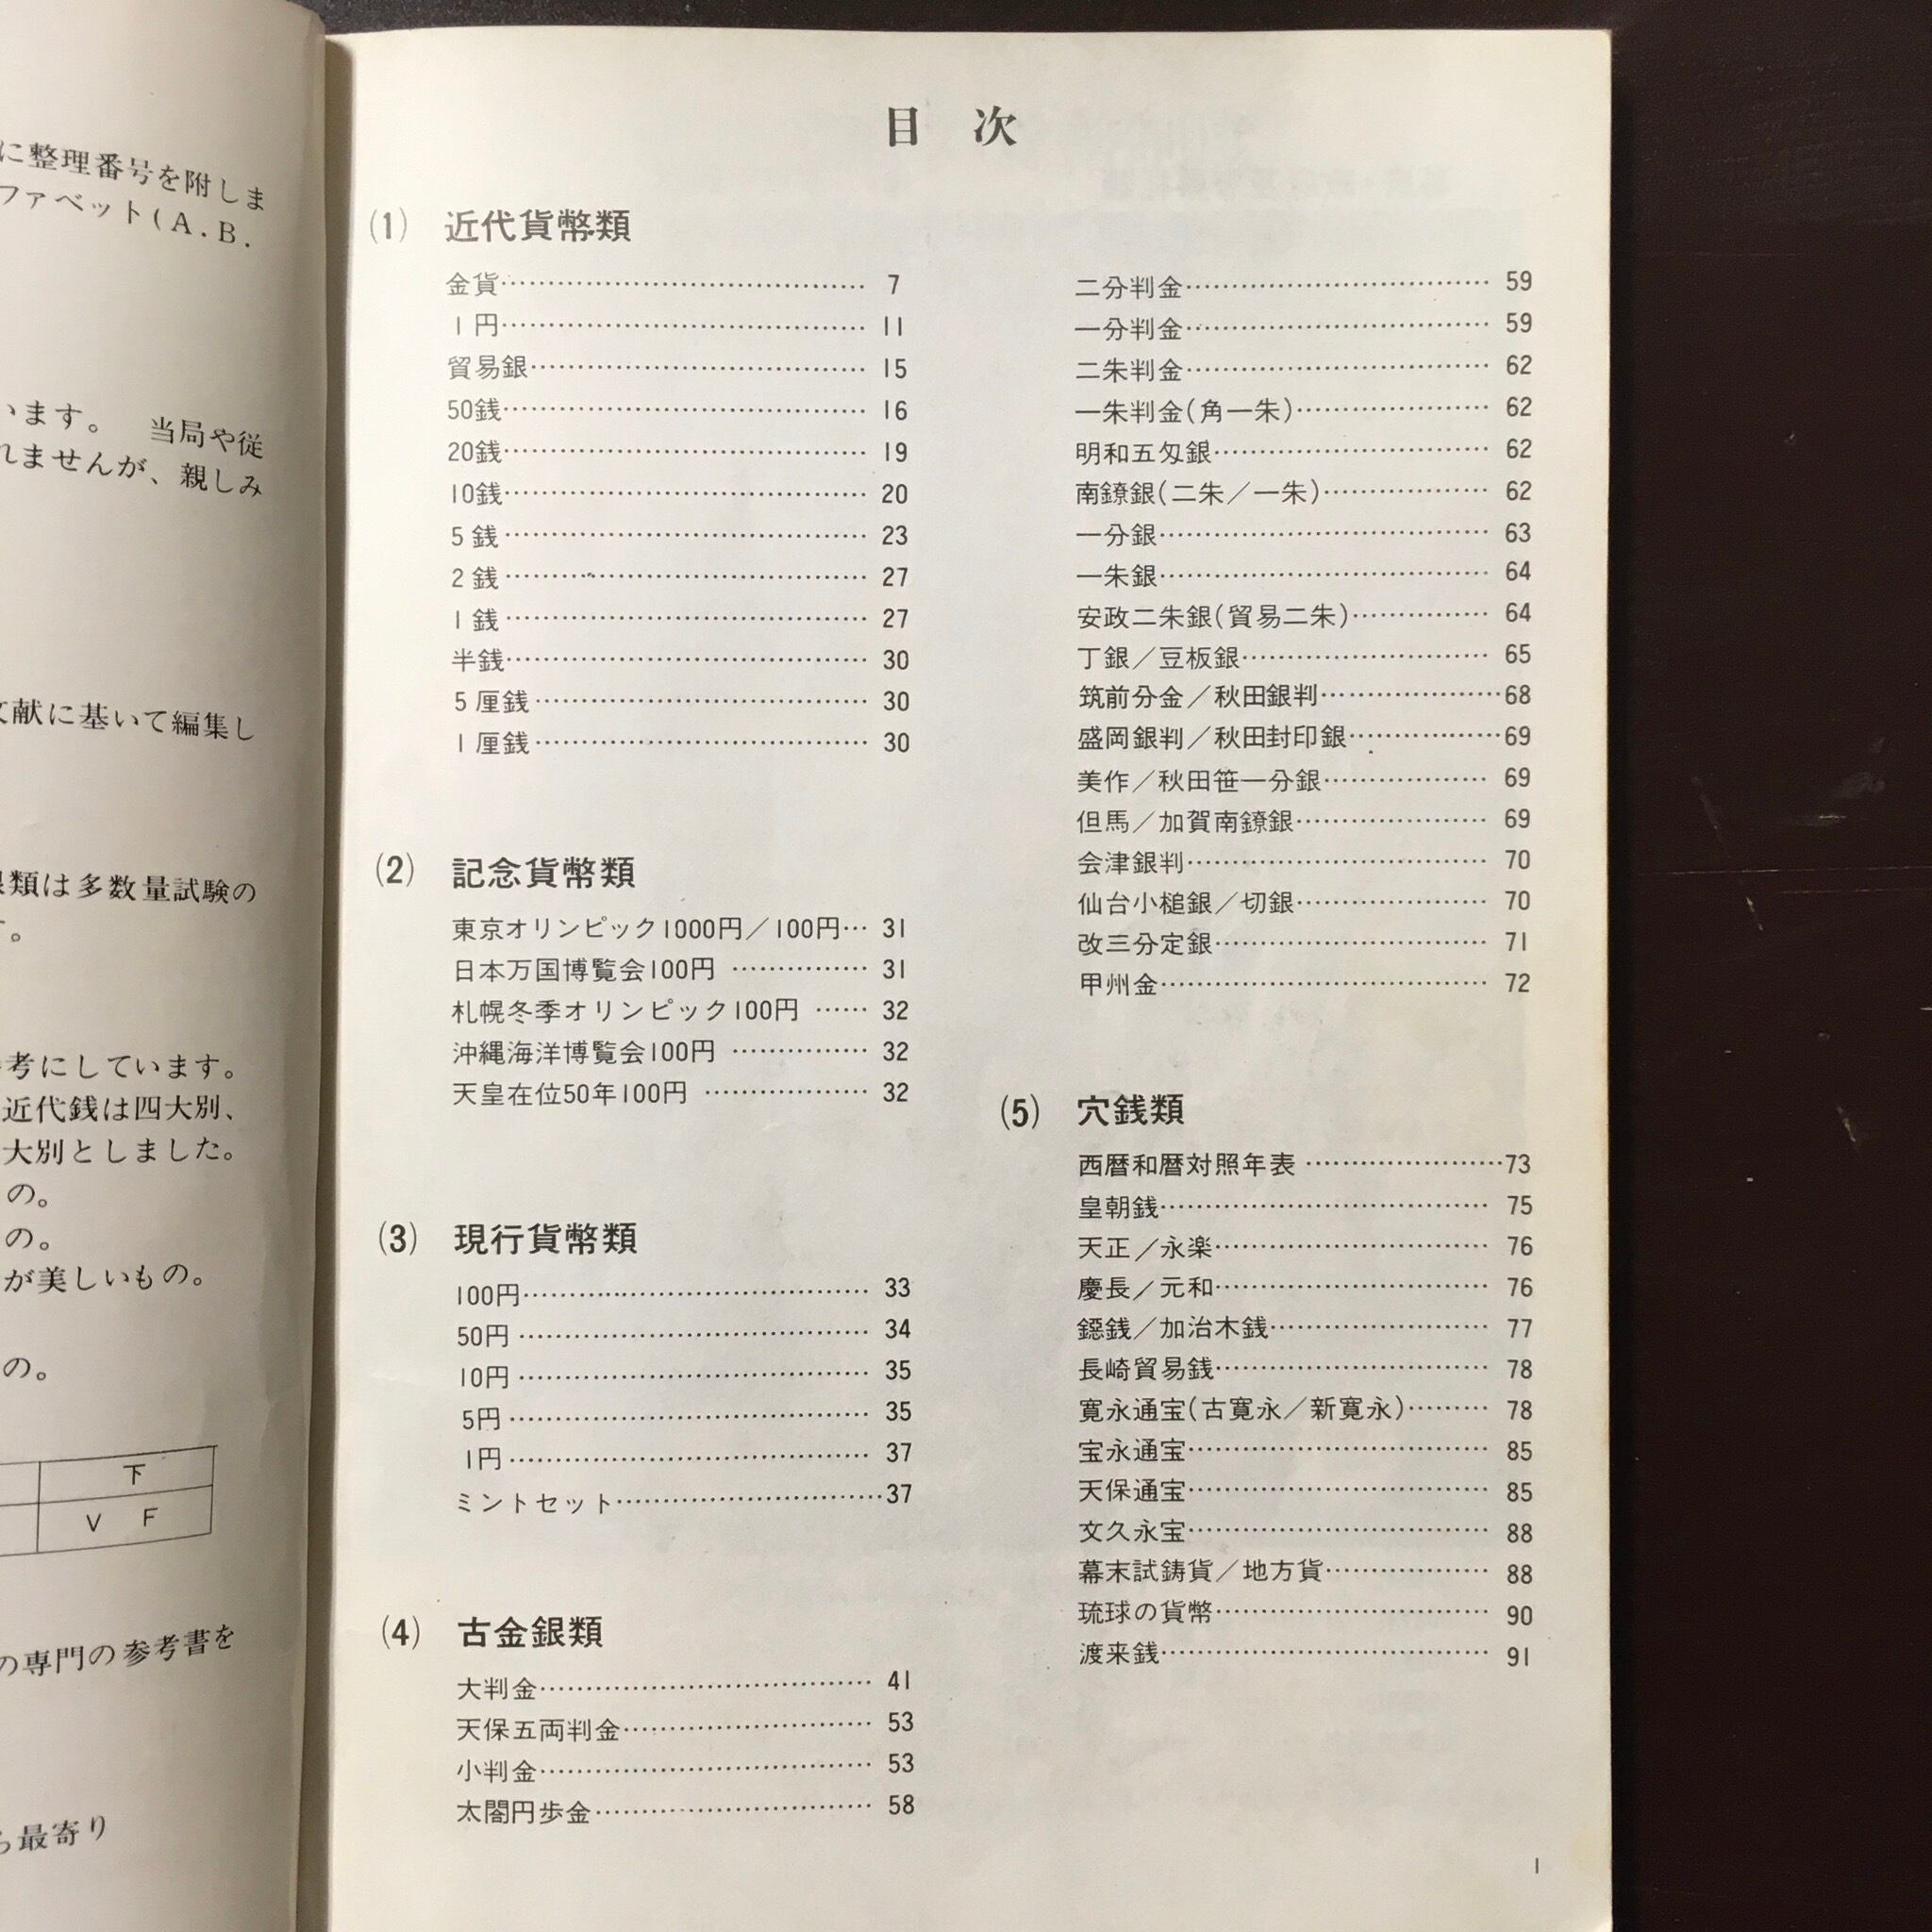 に整理番号を附しま
ファベット(A.B.
います。　当局や従
れませんが、親しみ
文献に基いて編集し
類は多数量試験の
す。
考にしています。
近代銭は四大別、
大別としました。
の。
の。
が美しいもの。
の。
下
V F
の専門の参考書を
ら最寄り
目 次
(1) 近代貨幣類
金貨…………………………………… 7
1円…………………………………… 11
貿易銀………………………………… 15
50銭…………………………………… 16
20銭…………………………………… 19
10銭…………………………………… 20
5銭…………………………………… 23
2銭…………………………………… 27
1銭…………………………………… 27
半銭…………………………………… 30
5厘銭………………………………… 30
1厘銭………………………………… 30
(2) 記念貨幣類
東京オリンピック1000円／100円… 31
日本万国博覧会100円 …………… 31
札幌冬季オリンピック100円 …… 32
沖縄海洋博覧会100円 …………… 32
天皇在位50年100円 ……………… 32
(3) 現行貨幣類
100円………………………………… 33
50円 ………………………………… 34
10円 ………………………………… 35
5円 ………………………………… 35
1円 ………………………………… 37
ミントセット…………………………37
(4) 古金銀類
大判金………………………………… 41
天保五両判金………………………… 53
小判金………………………………… 53
太閤円歩金…………………………… 58
二分判金……………………………… 59
一分判金……………………………… 59
二朱判金……………………………… 62
一朱判金(角一朱)………………… 62
明和五匁銀…………………………… 62
南鐐銀(二朱／一朱)……………… 62
一分銀………………………………… 63
一朱銀………………………………… 64
安政二朱銀(貿易二朱)…………… 64
丁銀／豆板銀………………………… 65
筑前分金／秋田銀判…………………68
盛岡銀判／秋田封印銀………………69
美作／秋田笹一分銀………………… 69
但馬／加賀南鐐銀…………………… 69
会津銀判……………………………… 70
仙台小槌銀／切銀…………………… 70
改三分定銀…………………………… 71
甲州金………………………………… 72
(5) 穴銭類
西暦和暦対照年表 ……………………73
皇朝銭………………………………… 75
天正／永楽…………………………… 76
慶長／元和…………………………… 76
鐚銭／加治木銭……………………… 77
長崎貿易銭…………………………… 78
寛永通宝(古寛永／新寛永)……… 78
宝永通宝……………………………… 85
天保通宝……………………………… 85
文久永宝……………………………… 88
幕末試鋳貨／地方貨………………… 88
琉球の貨幣…………………………… 90
渡来銭………………………………… 91
1